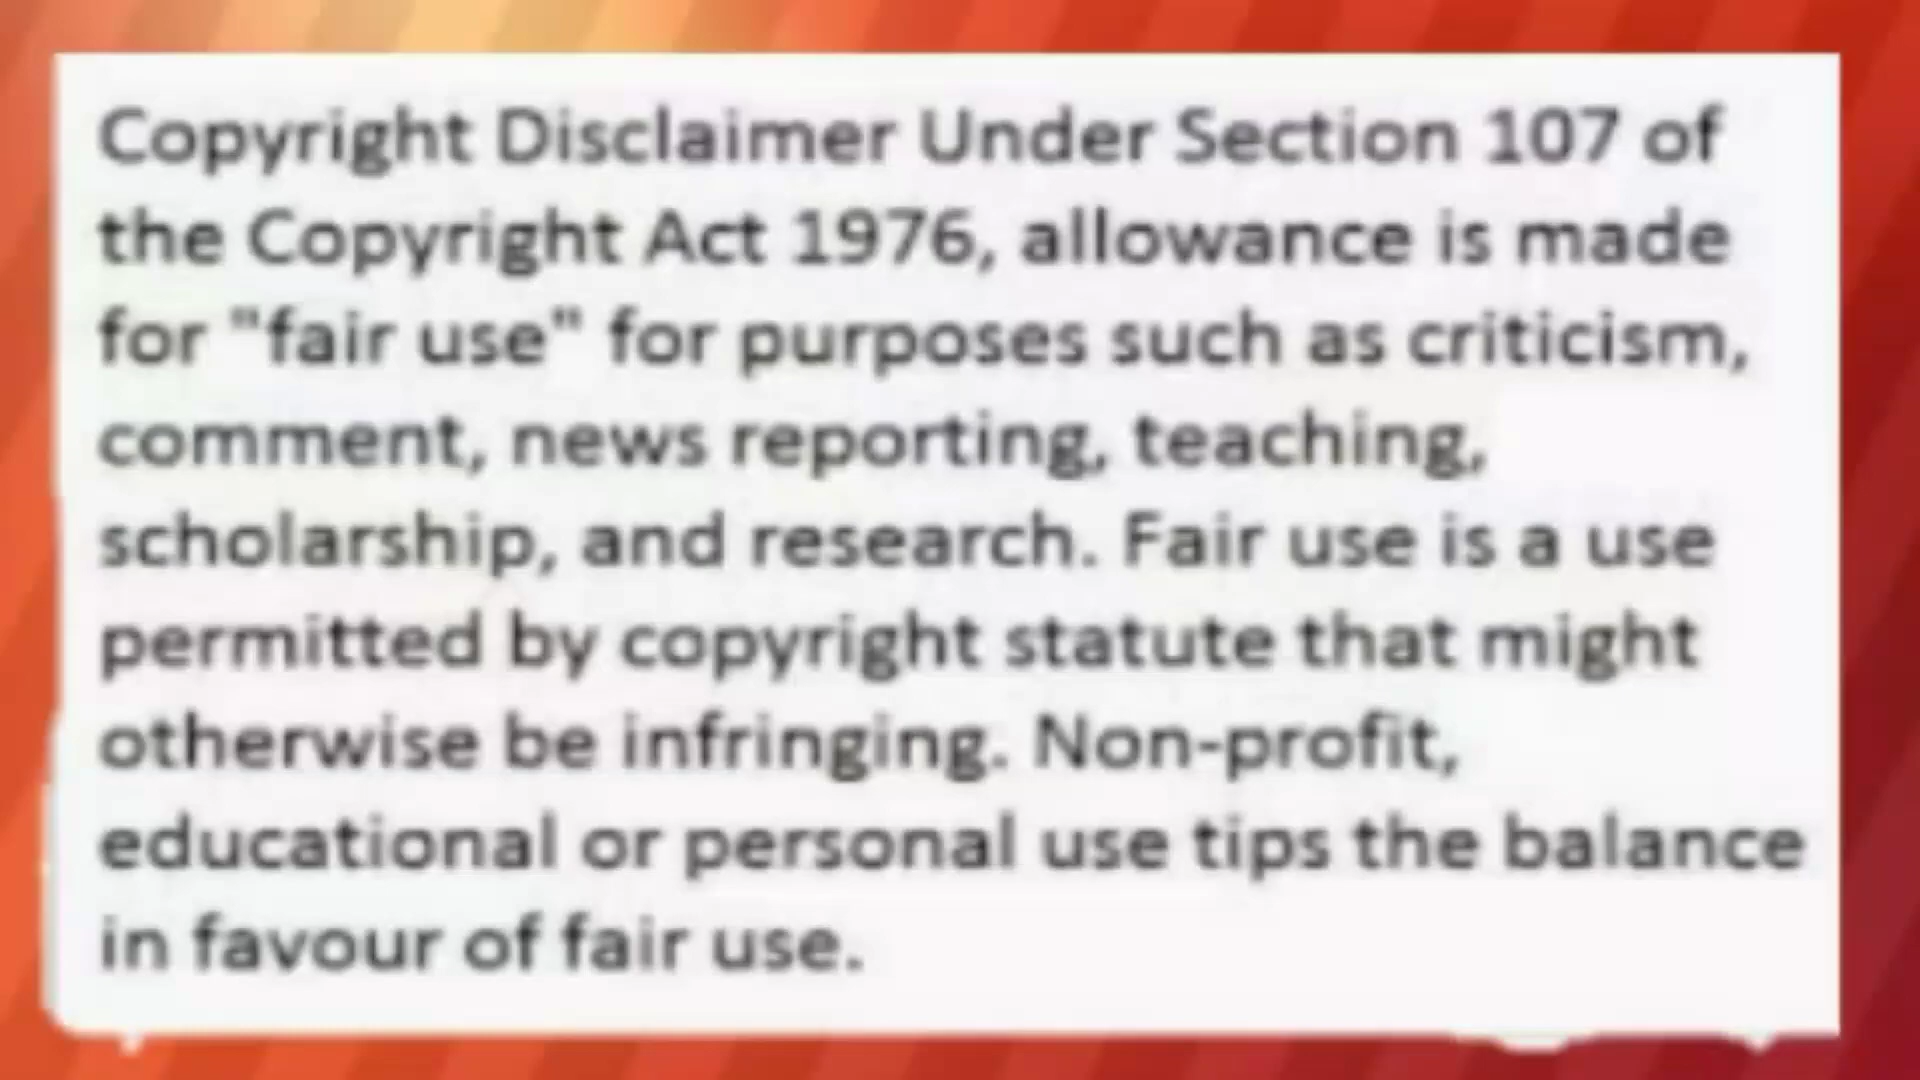 Copyright Disclaimer Under Section 107 of
the Copyright Act 1976, allowance is made
for "fair use" for purposes such as criticism,
comment, news reporting, teaching,
scholarship, and research. Fair use is a use
permitted by copyright statute that might
otherwise be infringing. Non-profit,
educational or personal use tips the balance
in favour of fair use.